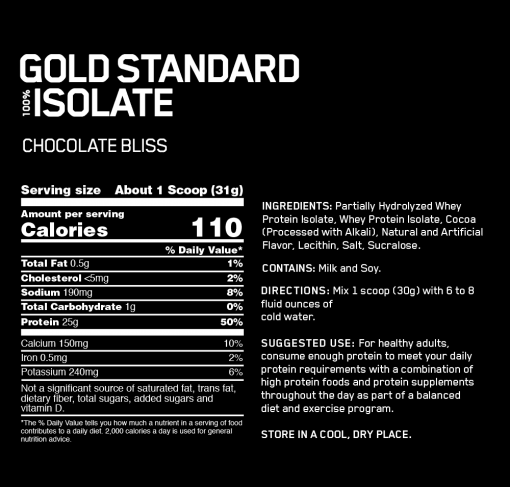 GOLD STANDARD
100% ISOLATE
CHOCOLATE BLISS
Serving size About 1 Scoop (31g)
Amount per serving
Calories 110
% Daily Value*
Total Fat 0.5g 1%
Cholesterol <5mg 2%
Sodium 190mg 8%
Total Carbohydrate 1g 0%
Protein 25g 50%
Calcium 150mg 10%
Iron 0.5mg 2%
Potassium 240mg 6%
Not a significant source of saturated fat, trans fat,
dietary fiber, total sugars, added sugars and
vitamin D.
*The % Daily Value tells you how much a nutrient in a serving of food
contributes to a daily diet. 2,000 calories a day is used for general
nutrition advice.
INGREDIENTS: Partially Hydrolyzed Whey
Protein Isolate, Whey Protein Isolate, Cocoa
(Processed with Alkali), Natural and Artificial
Flavor, Lecithin, Salt, Sucralose.
CONTAINS: Milk and Soy.
DIRECTIONS: Mix 1 scoop (30g) with 6 to 8
fluid ounces of
cold water.
SUGGESTED USE: For healthy adults,
consume enough protein to meet your daily
protein requirements with a combination of
high protein foods and protein supplements
throughout the day as part of a balanced
diet and exercise program.
STORE IN A COOL, DRY PLACE.